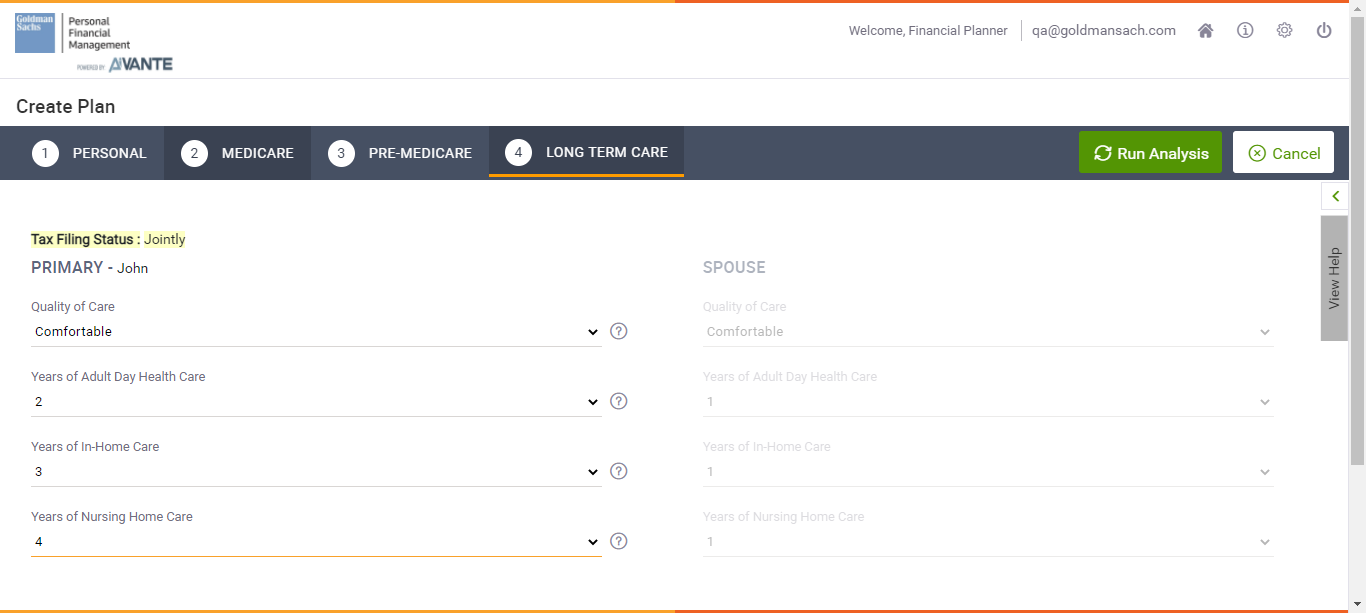 Goldman
Sachs
Personal
Financial
Management
POWERED BY AIVANTE
Welcome, Financial Planner
qa@goldmansach.com
Create Plan
1 PERSONAL
2 MEDICARE
3 PRE-MEDICARE
4 LONG TERM CARE
Run Analysis
Cancel
View Help
Tax Filing Status : Jointly
PRIMARY - John
Quality of Care
Comfortable
?
Years of Adult Day Health Care
2
?
Years of In-Home Care
3
?
Years of Nursing Home Care
4
?
SPOUSE
Quality of Care
Comfortable
Years of Adult Day Health Care
1
Years of In-Home Care
1
Years of Nursing Home Care
1